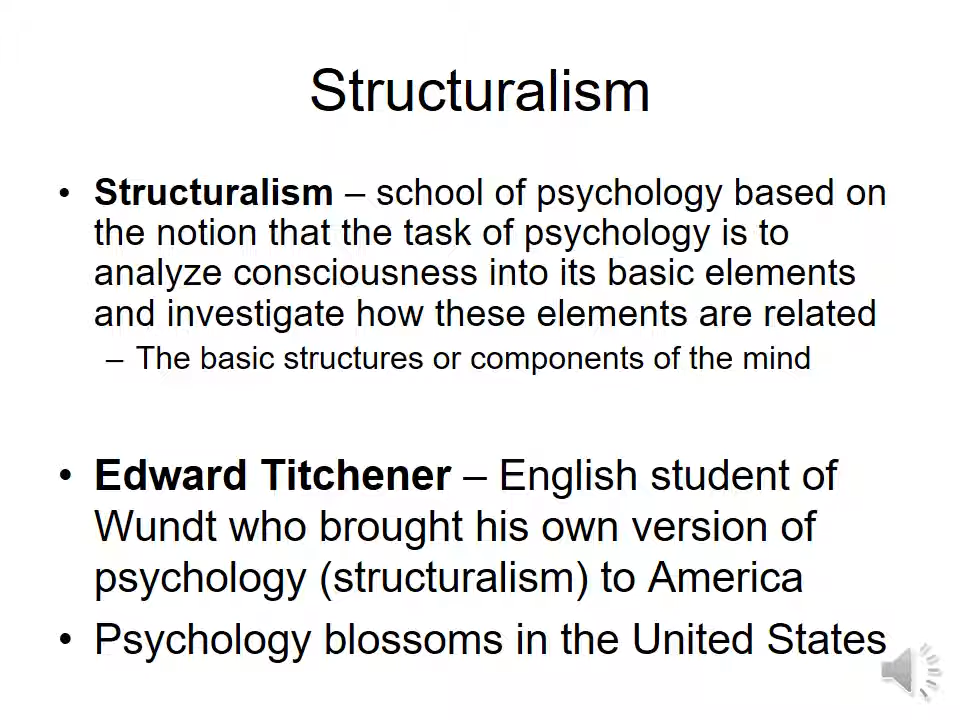 Structuralism
• Structuralism – school of psychology based on
the notion that the task of psychology is to
analyze consciousness into its basic elements
and investigate how these elements are related
– The basic structures or components of the mind
• Edward Titchener – English student of
Wundt who brought his own version of
psychology (structuralism) to America
• Psychology blossoms in the United States